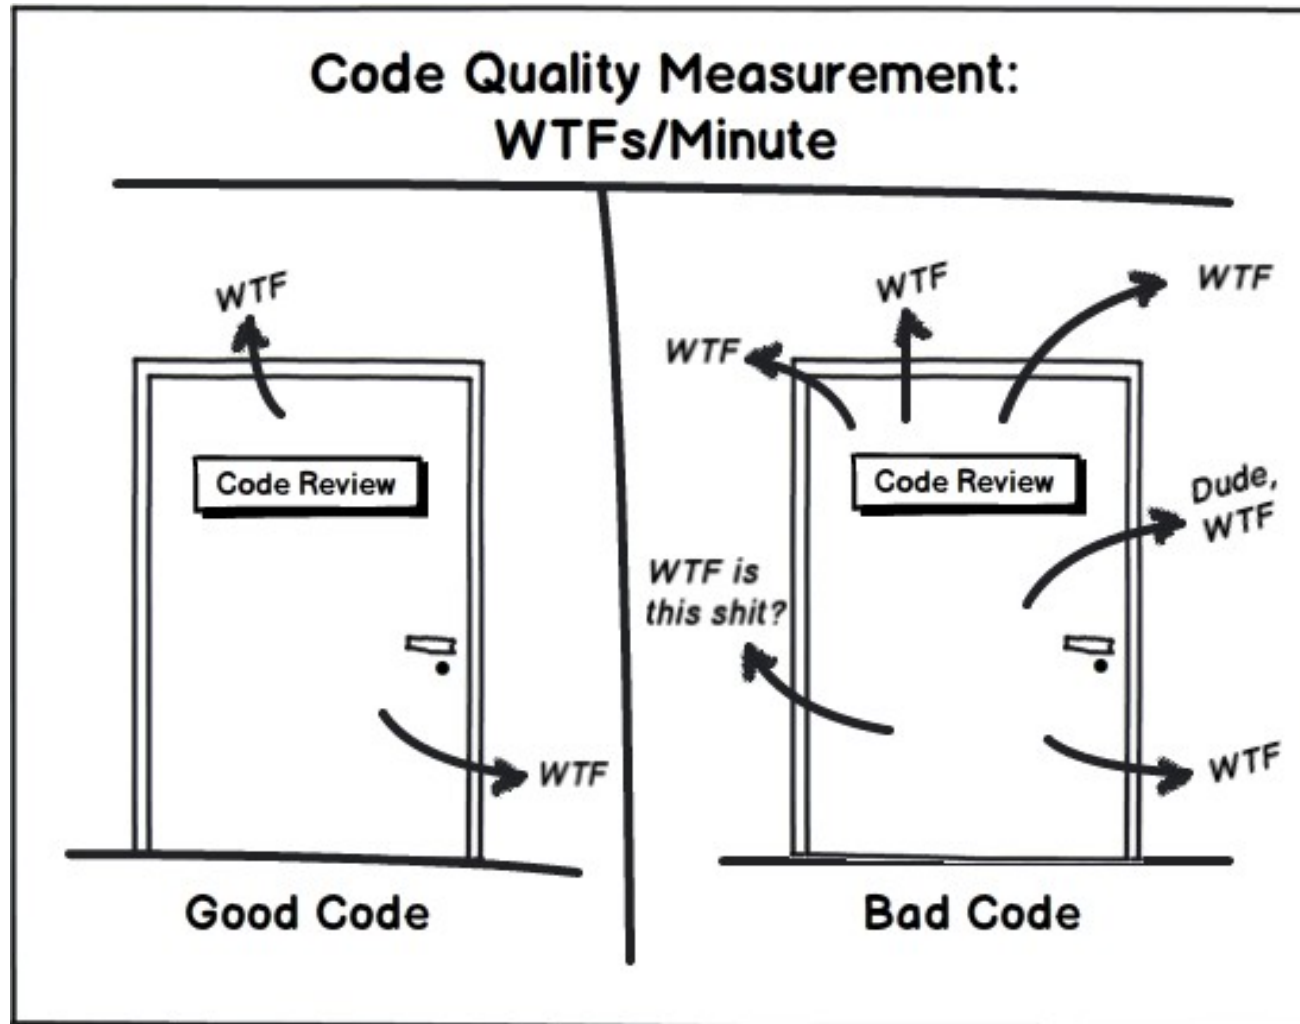 Code Quality Measurement:
WTFs/Minute
WTF
Code Review
WTF
Good Code
WTF
WTF
WTF
Code Review
Dude,
WTF
WTF is
this shit?
WTF
Bad Code